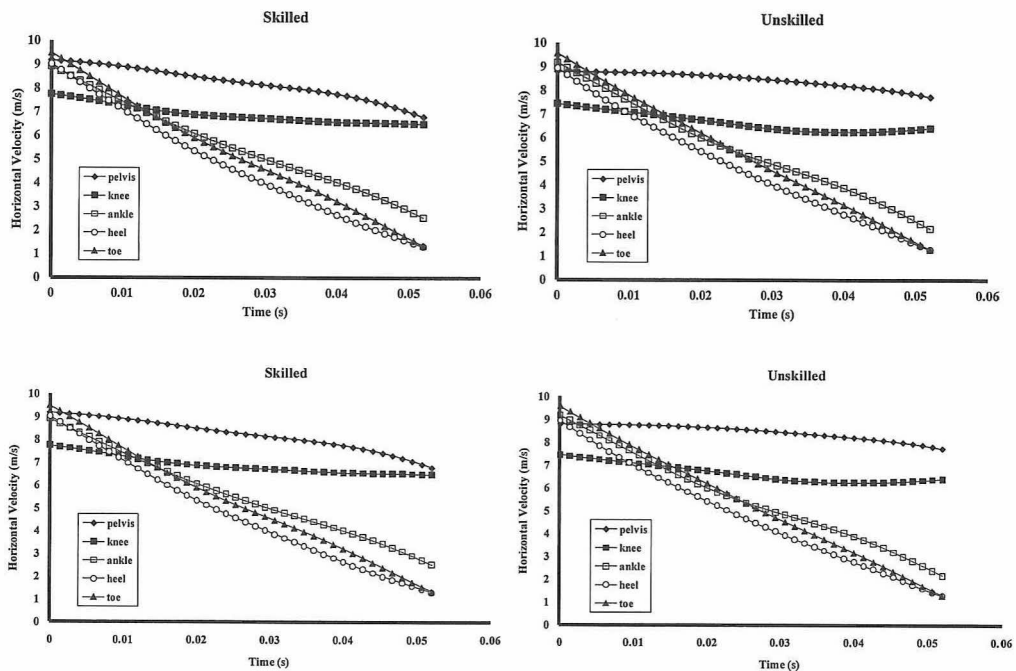 Skilled
10
9
8
7
6
5
4
3
2
1
0
Horizontal Velocity (m/s)
pelvis
knee
ankle
heel
toe
0 0.01 0.02 0.03 0.04 0.05 0.06
Time (s)
Unskilled
10
9
8
7
6
5
4
3
2
1
0
Horizontal Velocity (m/s)
pelvis
knee
ankle
heel
toe
0 0.01 0.02 0.03 0.04 0.05 0.06
Time (s)
Skilled
10
9
8
7
6
5
4
3
2
1
0
Horizontal Velocity (m/s)
pelvis
knee
ankle
heel
toe
0 0.01 0.02 0.03 0.04 0.05 0.06
Time (s)
Unskilled
10
9
8
7
6
5
4
3
2
1
0
Horizontal Velocity (m/s)
pelvis
knee
ankle
heel
toe
0 0.01 0.02 0.03 0.04 0.05 0.06
Time (s)